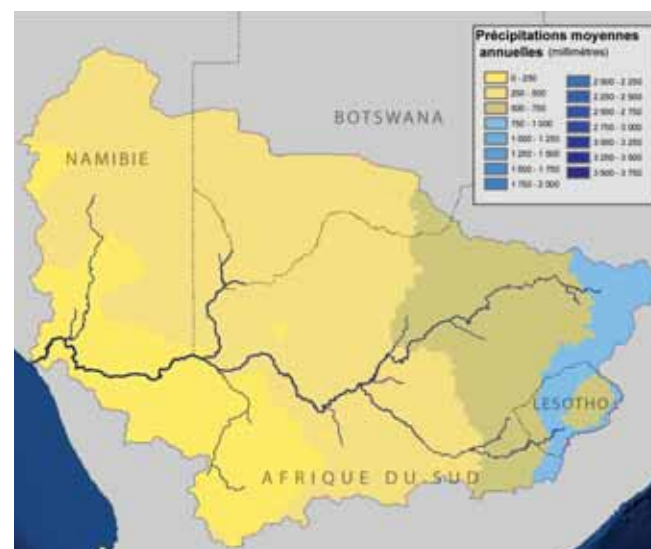 Précipitations moyennes
annuelles (millimètres)
0 - 250
250 - 500
500 - 750
750 - 1 000
1 000 - 1 250
1 250 - 1 500
1 500 - 1 750
1 750 - 2 000
2 000 - 2 250
2 250 - 2 500
2 500 - 2 750
2 750 - 3 000
3 000 - 3 250
3 250 - 3 500
3 500 - 3 750
BOTSWANA
NAMIBIE
LESOTHO
AFRIQUE DU SUD